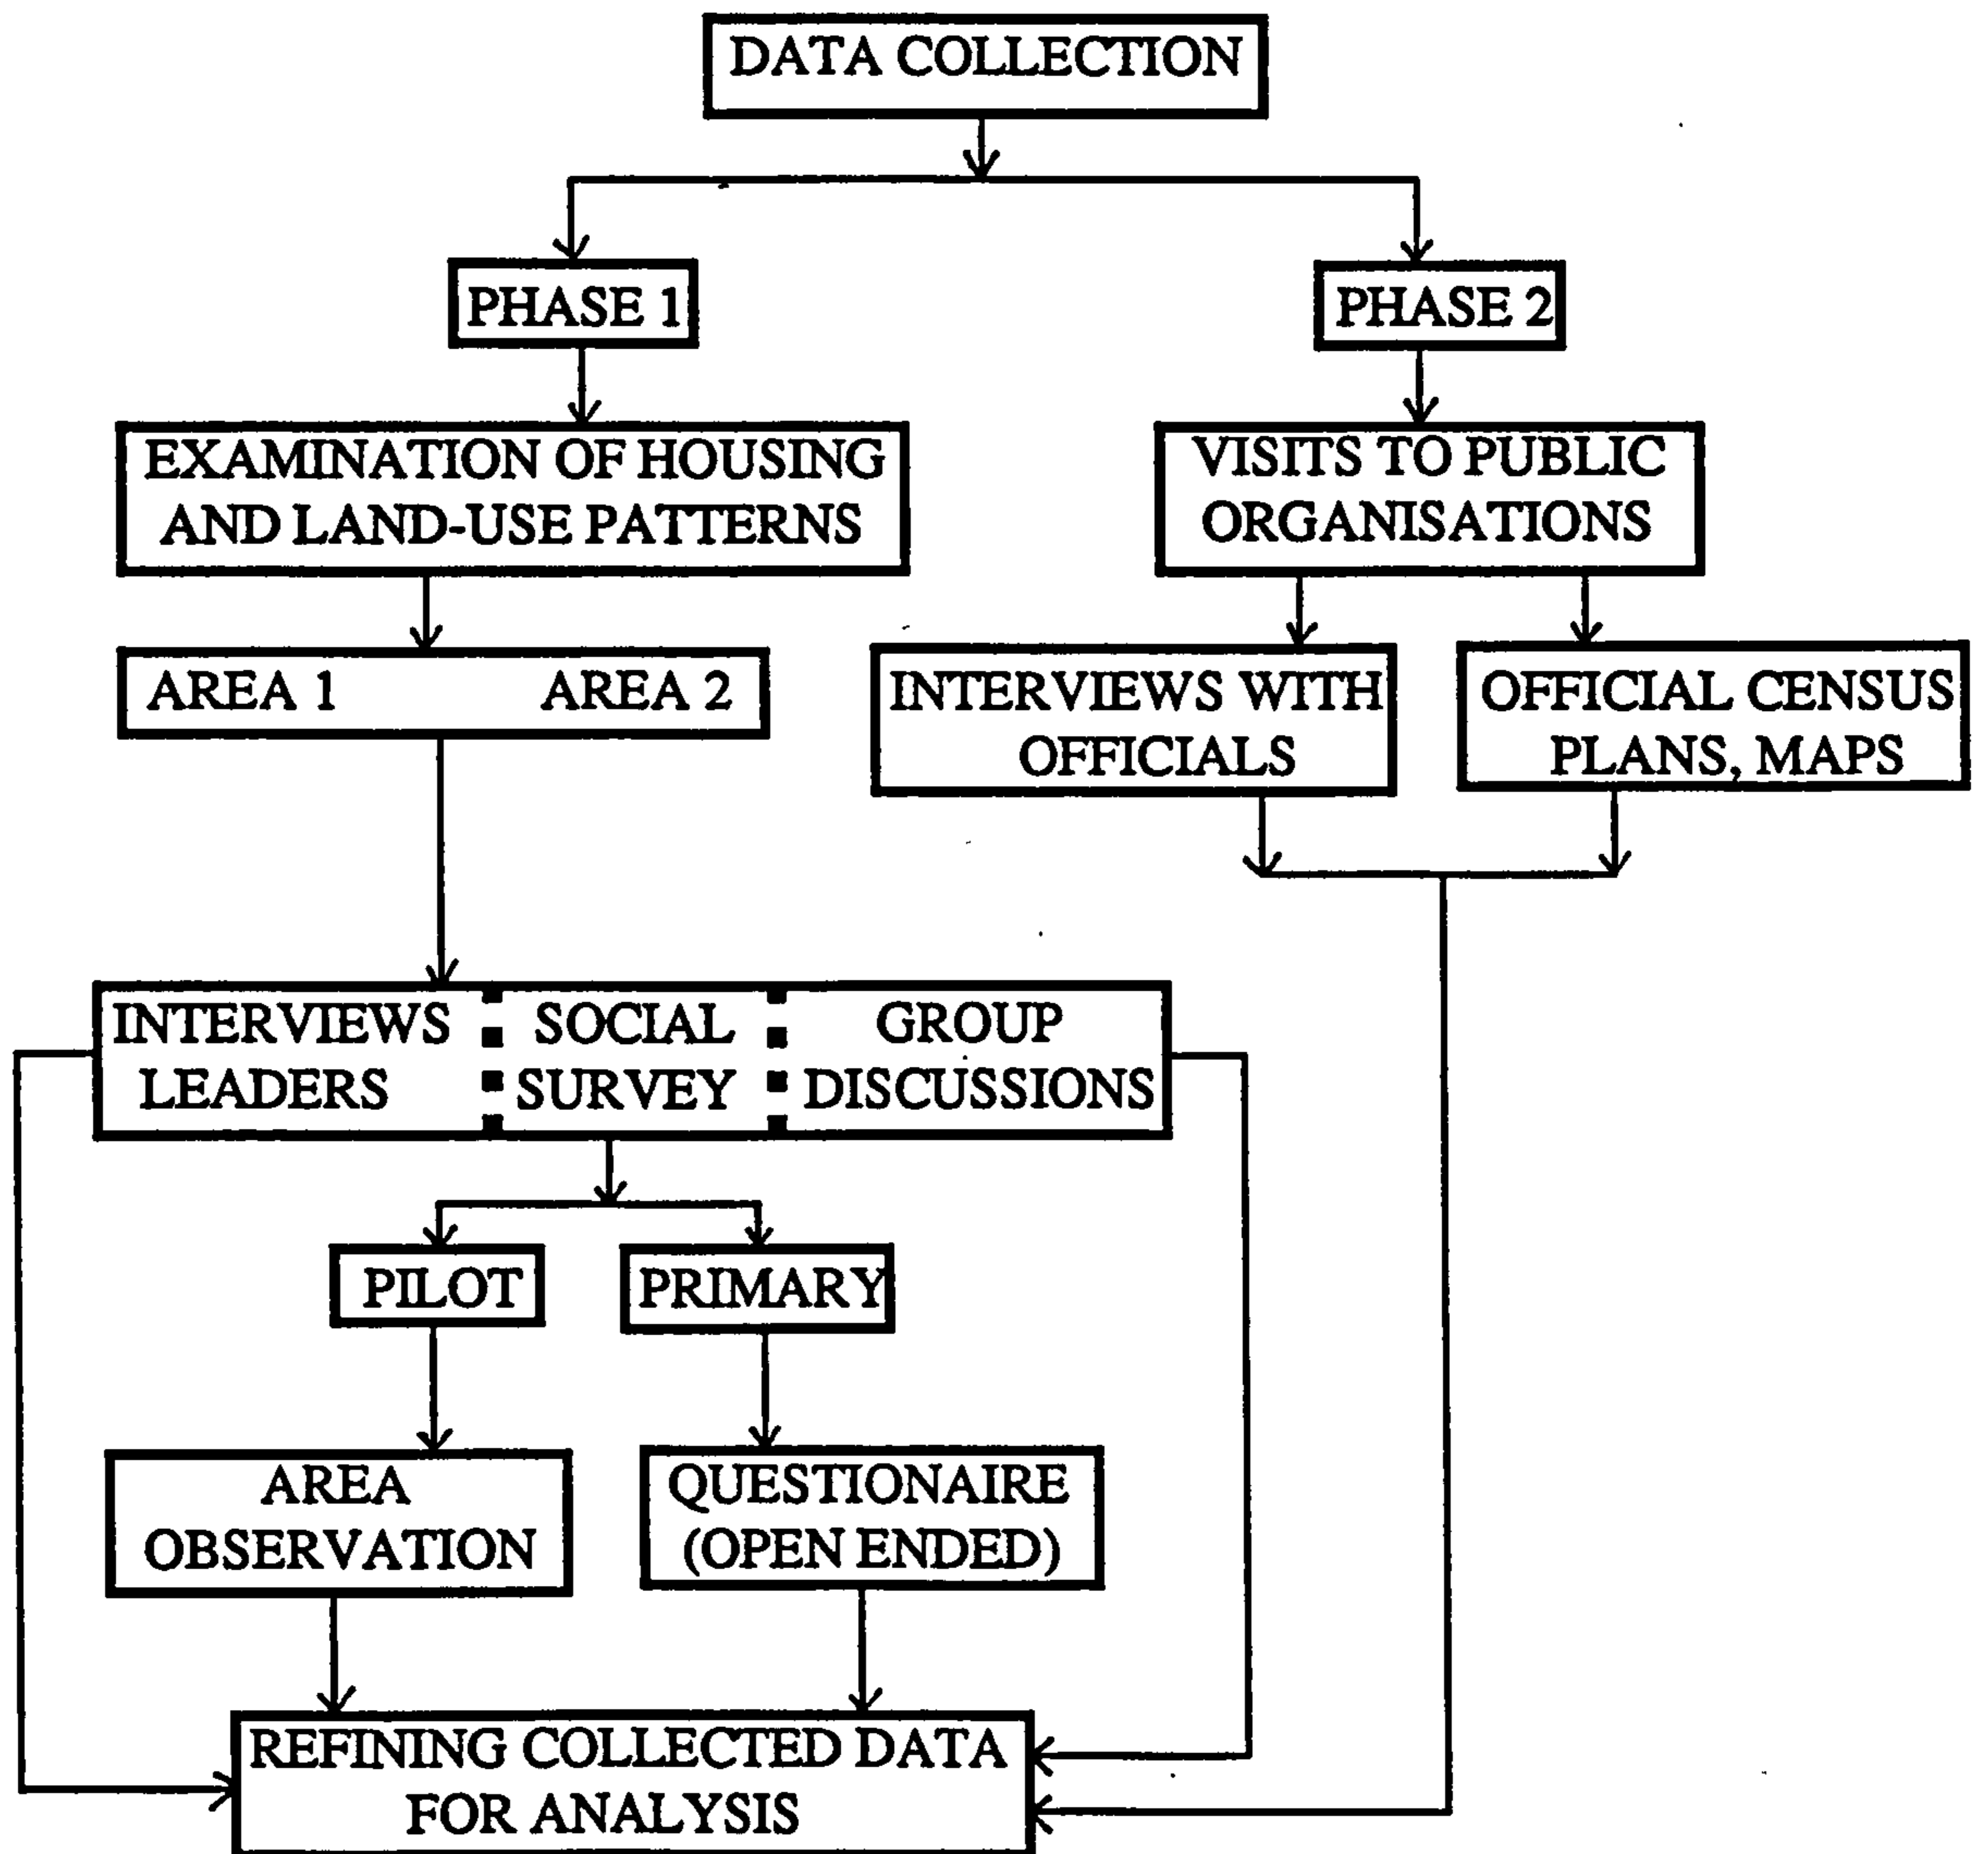 DATA COLLECTION
PHASE 1
PHASE 2
EXAMINATION OF HOUSING
AND LAND-USE PATTERNS
VISITS TO PUBLIC
ORGANISATIONS
AREA 1
AREA 2
INTERVIEWS WITH
OFFICIALS
OFFICIAL CENSUS
PLANS, MAPS
INTERVIEWS
LEADERS
SOCIAL
SURVEY
GROUP
DISCUSSIONS
PILOT
PRIMARY
AREA
OBSERVATION
QUESTIONAIRE
(OPEN ENDED)
REFINING COLLECTED DATA
FOR ANALYSIS